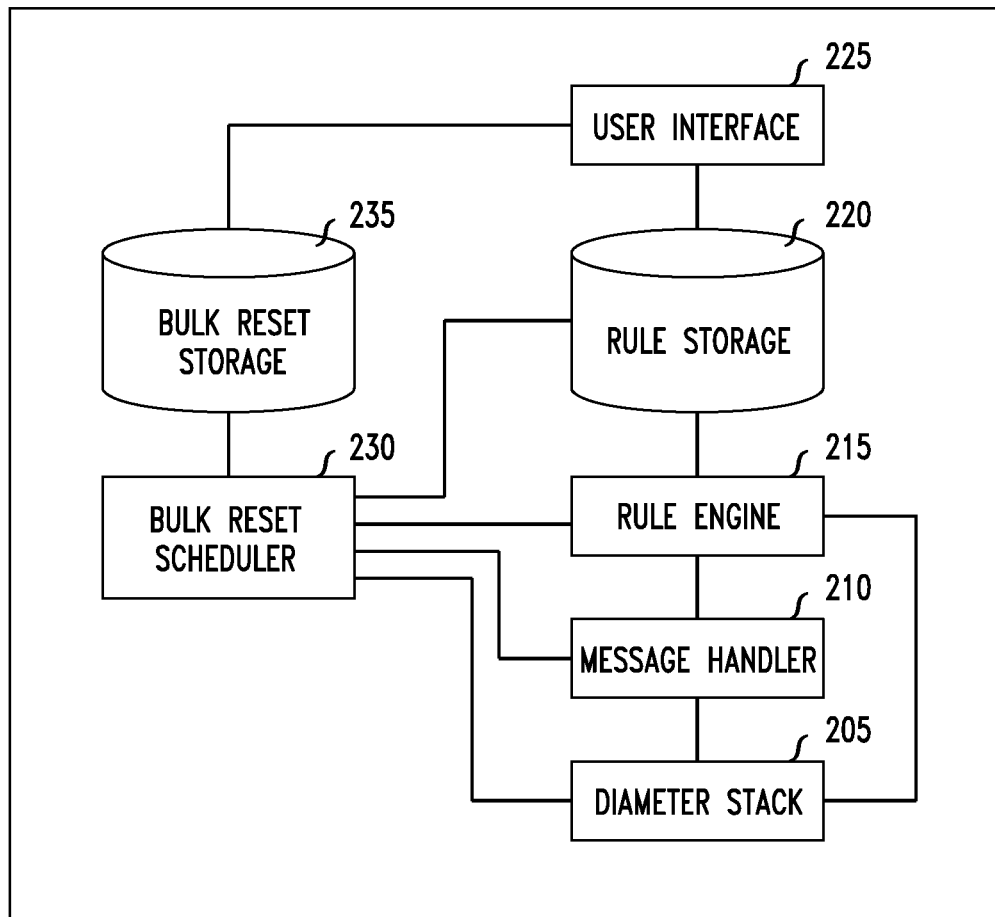 225
USER INTERFACE
235
220
BULK RESET
STORAGE
RULE STORAGE
230
215
BULK RESET
SCHEDULER
RULE ENGINE
210
MESSAGE HANDLER
205
DIAMETER STACK